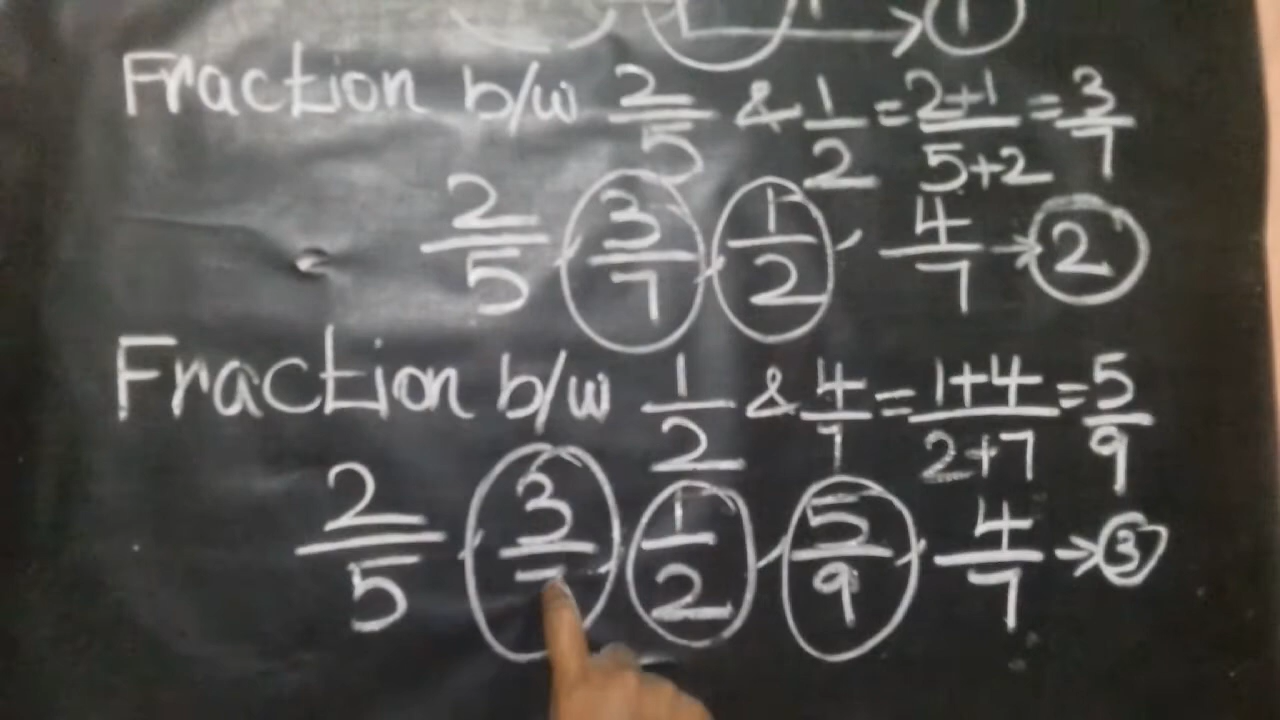 → 1
Fraction b/w 2/5 & 1/2 = 2+1/5+2 = 3/7
2/5, 3/7, 1/2, 4/7 → 2
Fraction b/w 1/2 & 4/7 = 1+4/2+7 = 5/9
2/5, 3/7, 1/2, 5/9, 4/7 → 3